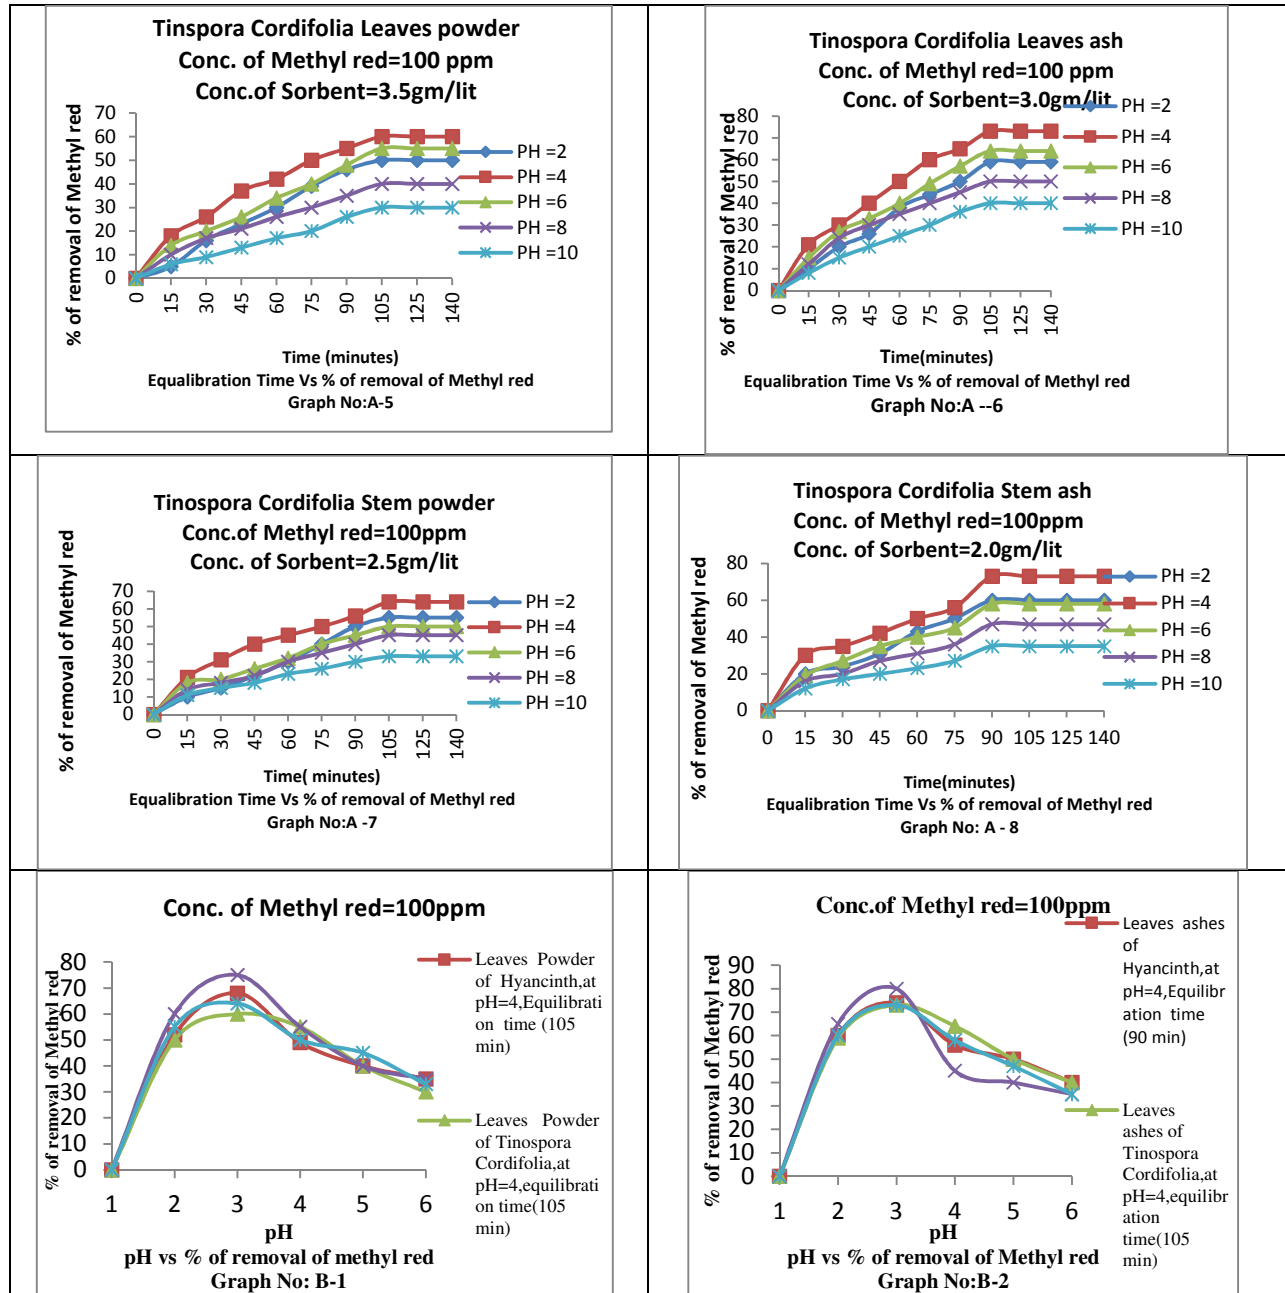 Tinspora Cordifolia Leaves powder
Conc. of Methyl red=100 ppm
Conc.of Sorbent=3.5gm/lit
% of removal of Methyl red
70
60
50
40
30
20
10
0
0 15 30 45 60 75 90 105 125 140
PH =2
PH =4
PH =6
PH =8
PH =10
Time (minutes)
Equalibration Time Vs % of removal of Methyl red
Graph No:A-5
Tinospora Cordifolia Leaves ash
Conc. of Methyl red=100 ppm
Conc. of Sorbent=3.0gm/lit
% of removal of Methyl red
80
70
60
50
40
30
20
10
0
0 15 30 45 60 75 90 105 125 140
PH =2
PH =4
PH =6
PH =8
PH =10
Time(minutes)
Equalibration Time Vs % of removal of Methyl red
Graph No:A --6
Tinospora Cordifolia Stem powder
Conc.of Methyl red=100ppm
Conc. of Sorbent=2.5gm/lit
% of removal of Methyl red
70
60
50
40
30
20
10
0
0 15 30 45 60 75 90 105 125 140
PH =2
PH =4
PH =6
PH =8
PH =10
Time( minutes)
Equalibration Time Vs % of removal of Methyl red
Graph No:A -7
Tinospora Cordifolia Stem ash
Conc. of Methyl red=100ppm
Conc. of Sorbent=2.0gm/lit
% of removal of Methyl red
80
60
40
20
0
0 15 30 45 60 75 90 105 125 140
PH =2
PH =4
PH =6
PH =8
PH =10
Time(minutes)
Equalibration Time Vs % of removal of Methyl red
Graph No: A - 8
Conc. of Methyl red=100ppm
% of removal of Methyl red
80
70
60
50
40
30
20
10
0
1 2 3 4 5 6
Leaves Powder
of Hyancinth,at
pH=4,Equilibrati
on time (105
min)
Leaves Powder
of Tinospora
Cordifolia,at
pH=4,equilibrati
on time(105
min)
pH
pH vs % of removal of methyl red
Graph No: B-1
Conc.of Methyl red=100ppm
% of removal of Methyl red
90
80
70
60
50
40
30
20
10
0
1 2 3 4 5 6
Leaves ashes
of
Hyancinth,at
pH=4,Equilibr
ation time
(90 min)
Leaves
ashes of
Tinospora
Cordifolia,at
pH=4,equilibr
ation
time(105
min)
pH
pH vs % of removal of Methyl red
Graph No:B-2